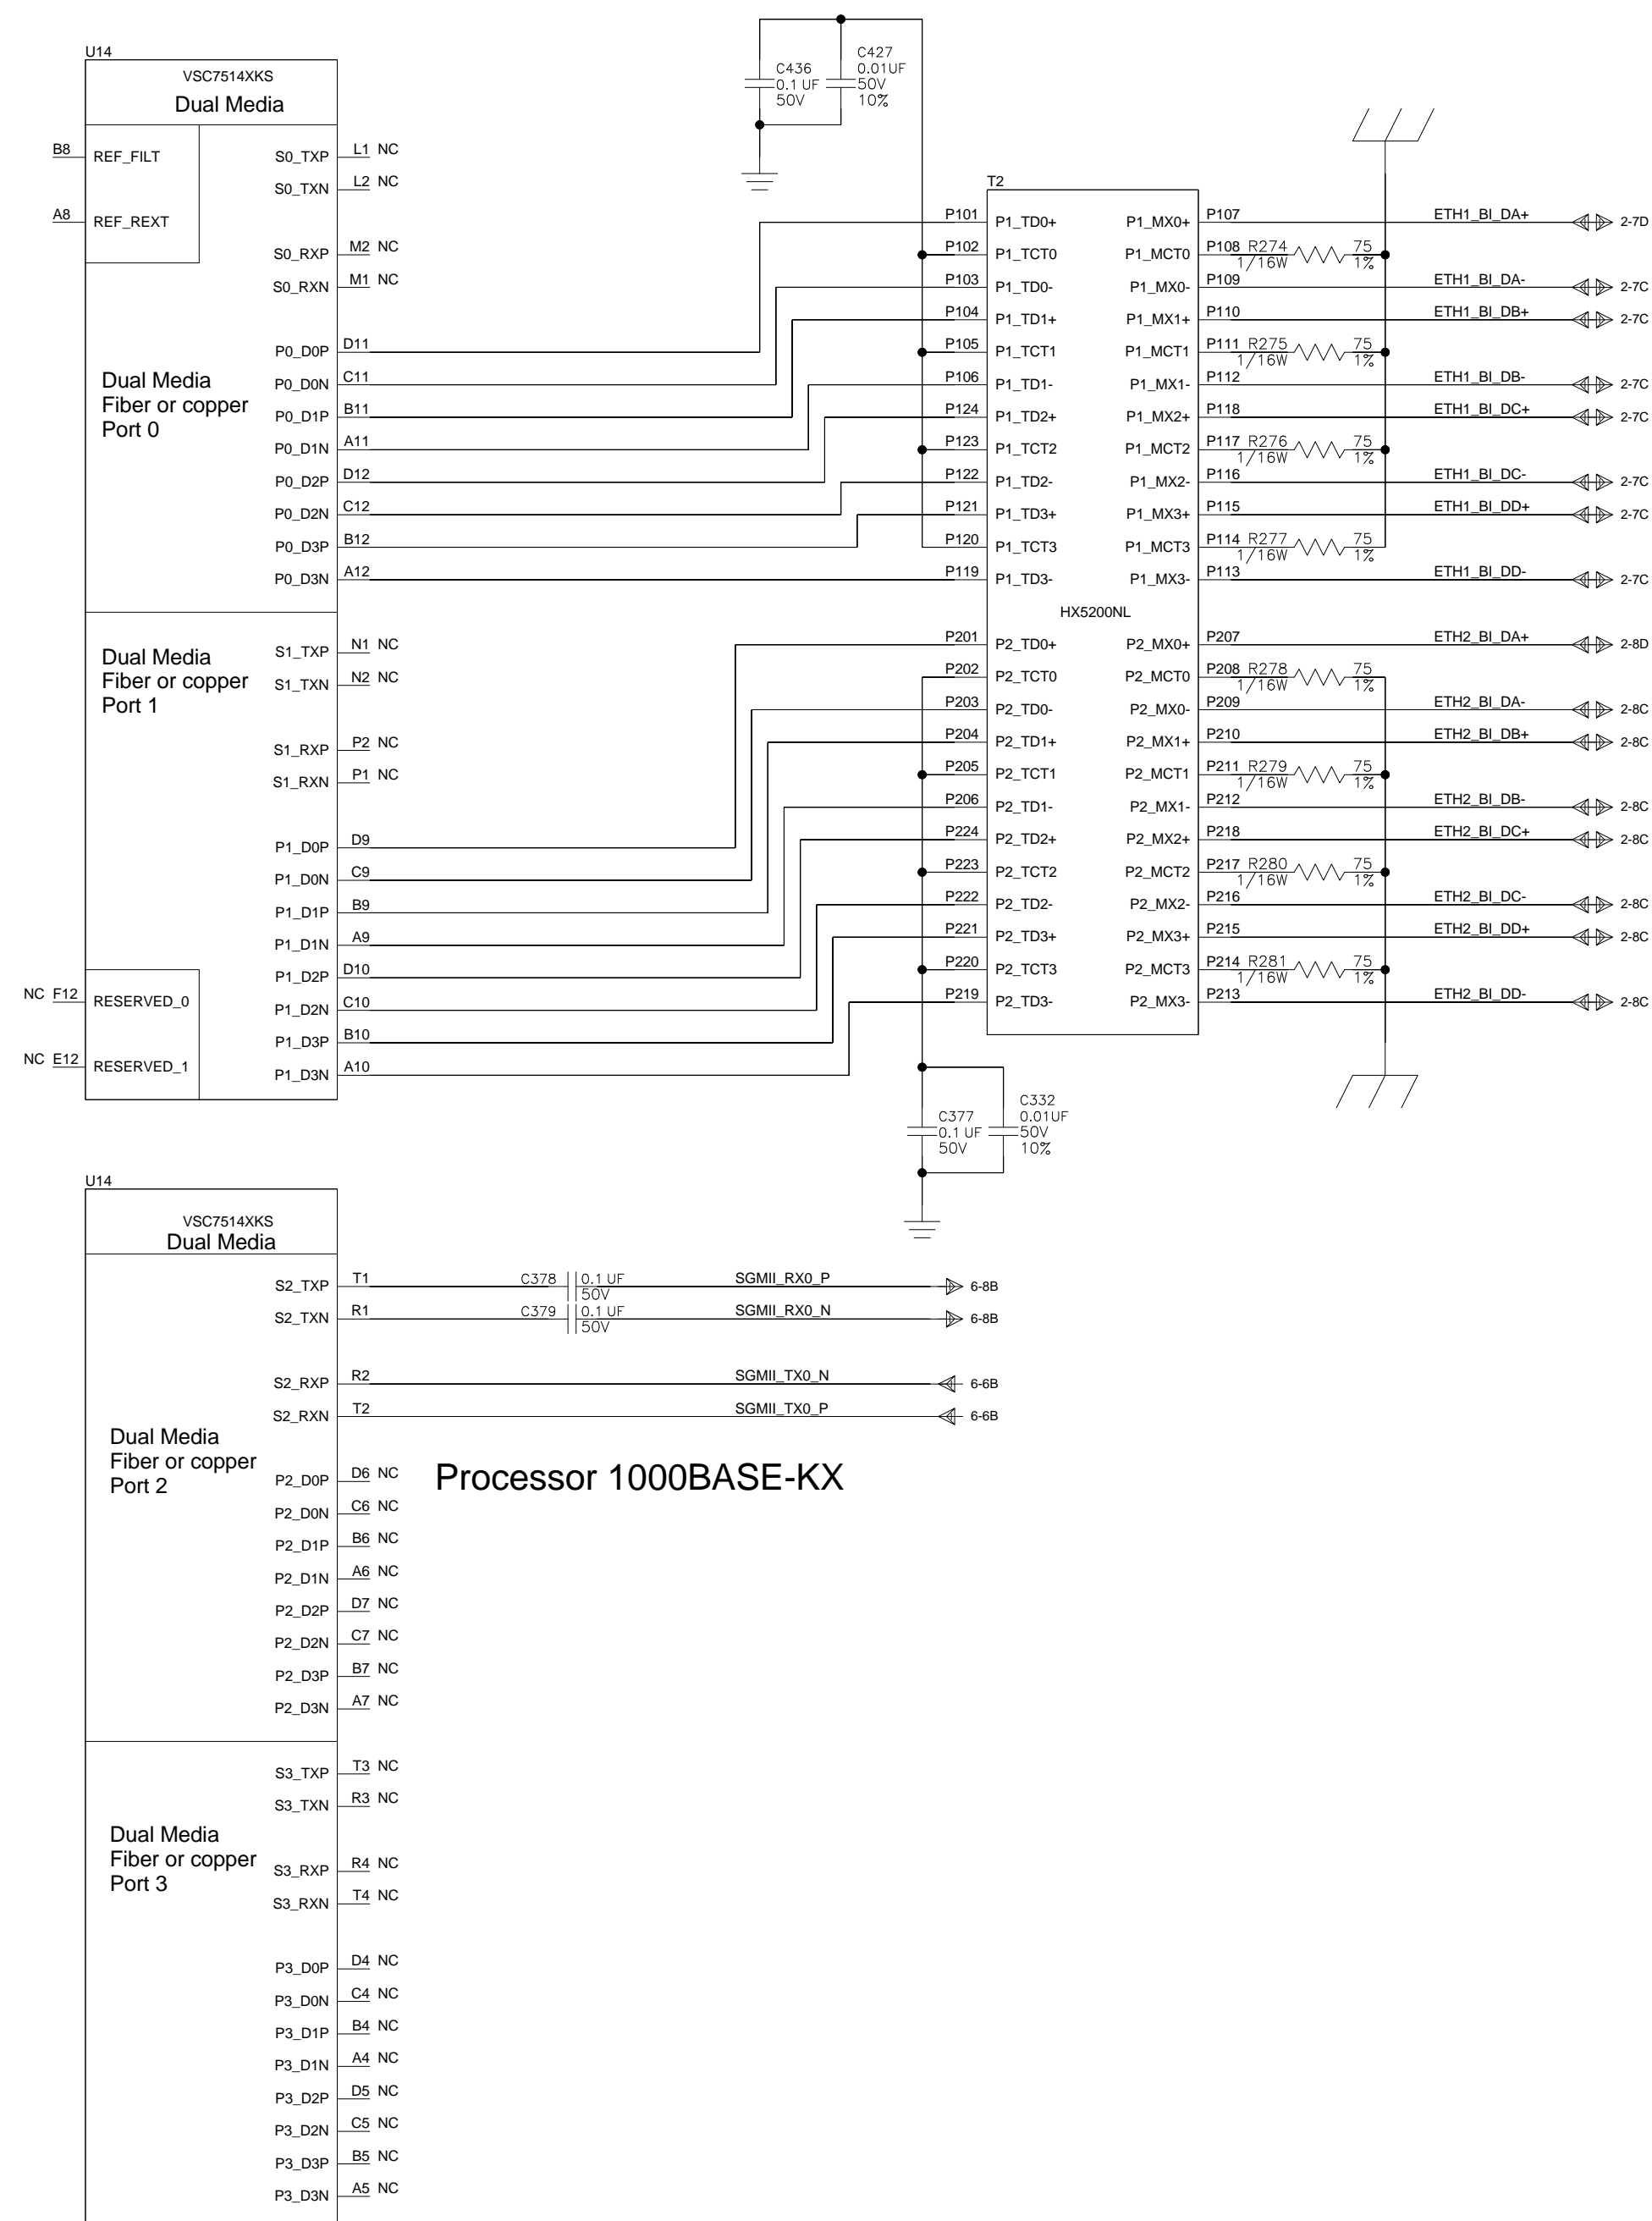 U14
VSC7514XKS
Dual Media
B8 REF_FILT
A8 REF_REXT
S0_TXP L1 NC
S0_TXN L2 NC
S0_RXP M2 NC
S0_RXN M1 NC
Dual Media
Fiber or copper
Port 0
P0_D0P D11
P0_D0N C11
P0_D1P B11
P0_D1N A11
P0_D2P D12
P0_D2N C12
P0_D3P B12
P0_D3N A12
Dual Media
Fiber or copper
Port 1
S1_TXP N1 NC
S1_TXN N2 NC
S1_RXP P2 NC
S1_RXN P1 NC
P1_D0P D9
P1_D0N C9
P1_D1P B9
P1_D1N A9
P1_D2P D10
P1_D2N C10
P1_D3P B10
P1_D3N A10
NC F12 RESERVED_0
NC E12 RESERVED_1
C436
0.1 UF
50V
C427
0.01UF
50V
10%
T2
P101 P1_TD0+ P1_MX0+ P107 ETH1_BI_DA+ 2-7D
P102 P1_TCT0 P1_MCT0 P108 R274 1/16W 75 1%
P103 P1_TD0- P1_MX0- P109 ETH1_BI_DA- 2-7C
P104 P1_TD1+ P1_MX1+ P110 ETH1_BI_DB+ 2-7C
P105 P1_TCT1 P1_MCT1 P111 R275 1/16W 75 1%
P106 P1_TD1- P1_MX1- P112 ETH1_BI_DB- 2-7C
P124 P1_TD2+ P1_MX2+ P118 ETH1_BI_DC+ 2-7C
P123 P1_TCT2 P1_MCT2 P117 R276 1/16W 75 1%
P122 P1_TD2- P1_MX2- P116 ETH1_BI_DC- 2-7C
P121 P1_TD3+ P1_MX3+ P115 ETH1_BI_DD+ 2-7C
P120 P1_TCT3 P1_MCT3 P114 R277 1/16W 75 1%
P119 P1_TD3- P1_MX3- P113 ETH1_BI_DD- 2-7C
HX5200NL
P201 P2_TD0+ P2_MX0+ P207 ETH2_BI_DA+ 2-8D
P202 P2_TCT0 P2_MCT0 P208 R278 1/16W 75 1%
P203 P2_TD0- P2_MX0- P209 ETH2_BI_DA- 2-8C
P204 P2_TD1+ P2_MX1+ P210 ETH2_BI_DB+ 2-8C
P205 P2_TCT1 P2_MCT1 P211 R279 1/16W 75 1%
P206 P2_TD1- P2_MX1- P212 ETH2_BI_DB- 2-8C
P224 P2_TD2+ P2_MX2+ P218 ETH2_BI_DC+ 2-8C
P223 P2_TCT2 P2_MCT2 P217 R280 1/16W 75 1%
P222 P2_TD2- P2_MX2- P216 ETH2_BI_DC- 2-8C
P221 P2_TD3+ P2_MX3+ P215 ETH2_BI_DD+ 2-8C
P220 P2_TCT3 P2_MCT3 P214 R281 1/16W 75 1%
P219 P2_TD3- P2_MX3- P213 ETH2_BI_DD- 2-8C
C377
0.1 UF
50V
C332
0.01UF
50V
10%
U14
VSC7514XKS
Dual Media
S2_TXP T1 C378 0.1 UF 50V SGMII_RX0_P 6-8B
S2_TXN R1 C379 0.1 UF 50V SGMII_RX0_N 6-8B
S2_RXP R2 SGMII_TX0_N 6-6B
S2_RXN T2 SGMII_TX0_P 6-6B
Dual Media
Fiber or copper
Port 2
Processor 1000BASE-KX
P2_D0P D6 NC
P2_D0N C6 NC
P2_D1P B6 NC
P2_D1N A6 NC
P2_D2P D7 NC
P2_D2N C7 NC
P2_D3P B7 NC
P2_D3N A7 NC
S3_TXP T3 NC
S3_TXN R3 NC
Dual Media
Fiber or copper
Port 3
S3_RXP R4 NC
S3_RXN T4 NC
P3_D0P D4 NC
P3_D0N C4 NC
P3_D1P B4 NC
P3_D1N A4 NC
P3_D2P D5 NC
P3_D2N C5 NC
P3_D3P B5 NC
P3_D3N A5 NC